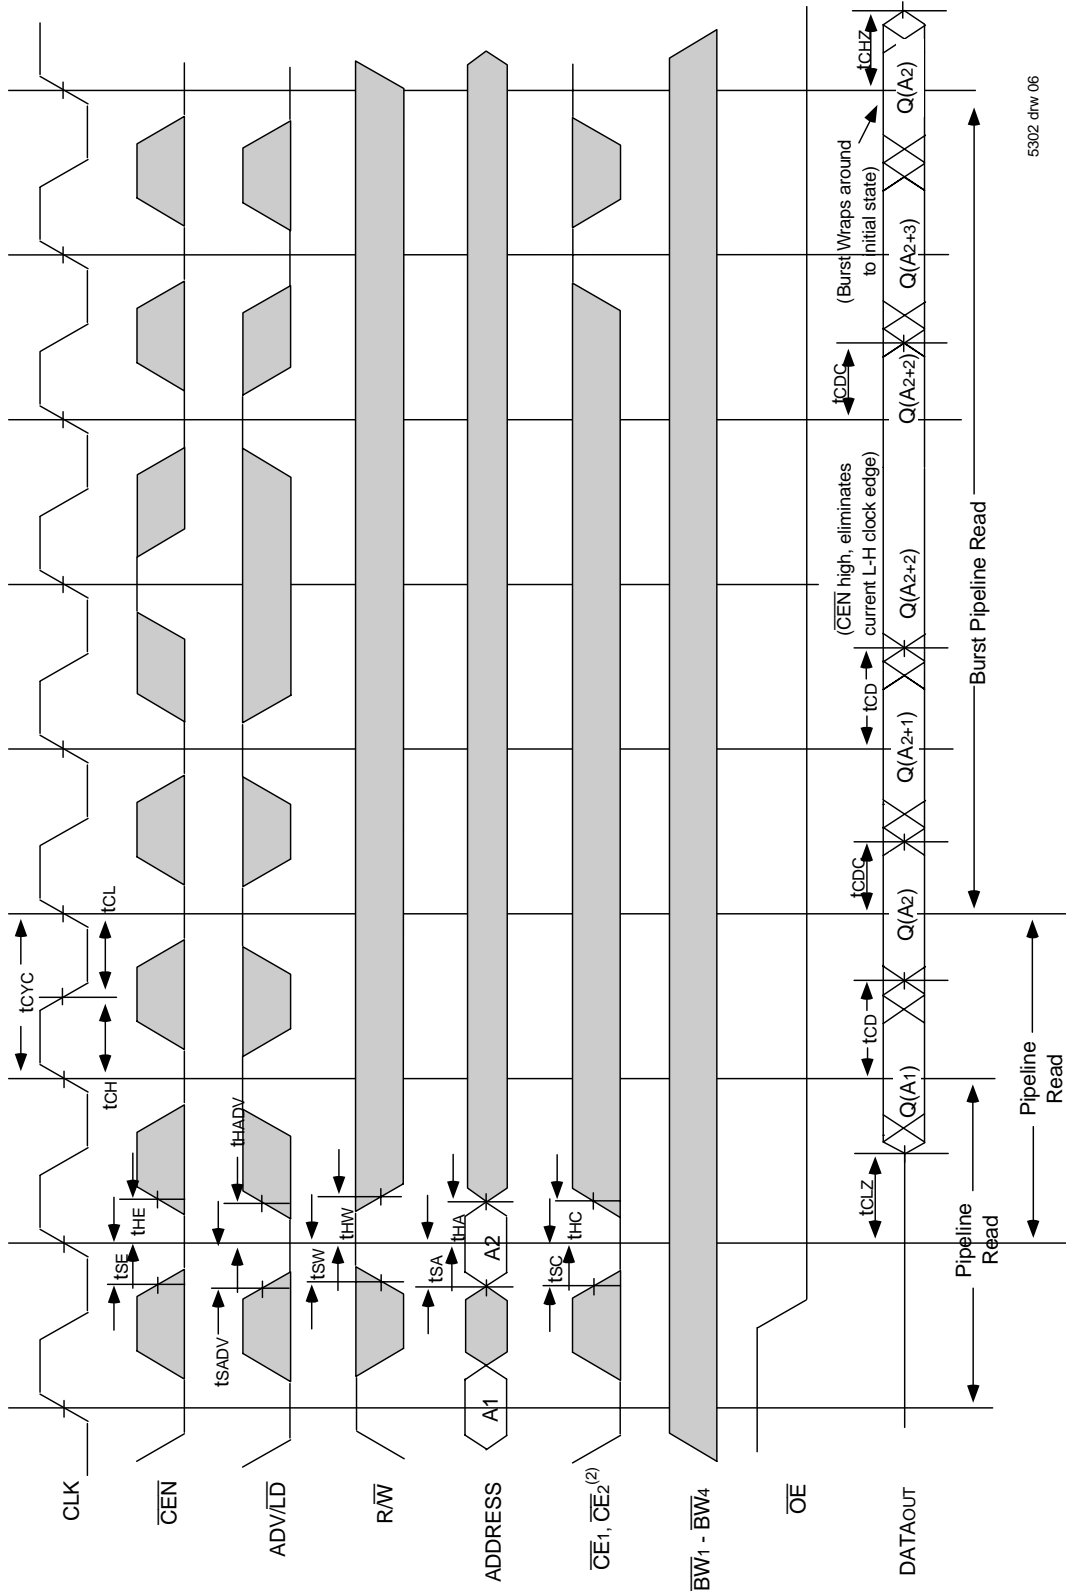 CLK
tCYC
tCH
tCL
CEN
tSE
tHE
ADV/LD
tSADV
tHADV
R/W
tSW
tHW
ADDRESS
A1
A2
tSA
tHA
CE1, CE2(2)
tSC
tHC
BW1 - BW4
OE
DATAOUT
tCLZ
Q(A1)
tCD
Q(A2)
tCDC
Q(A2+1)
tCD
Q(A2+2)
(CEN high, eliminates
current L-H clock edge)
Q(A2+2)
tCDC
Q(A2+3)
(Burst Wraps around
to initial state)
Q(A2)
tCHZ
Pipeline
Read
Pipeline
Read
Burst Pipeline Read
5302 drw 06